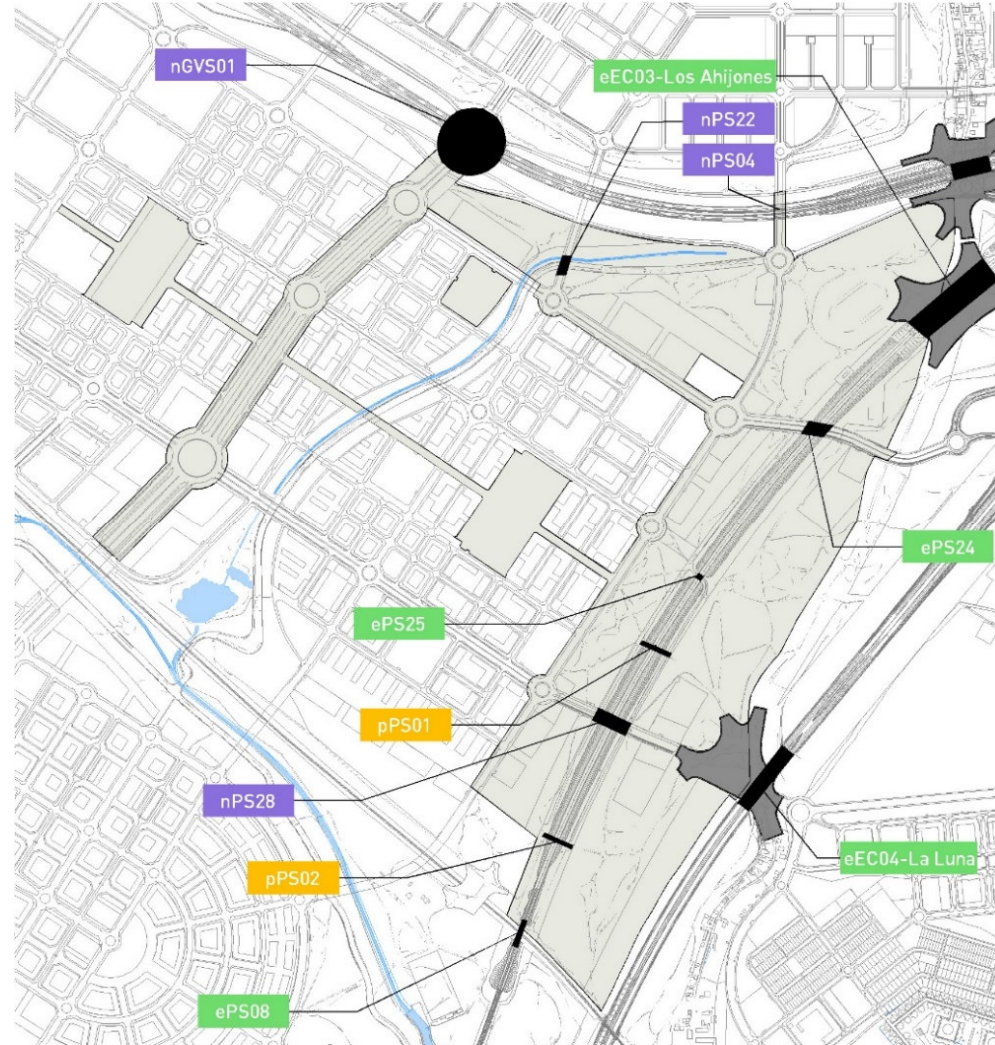 nGVS01
eEC03-Los Ahijones
nPS22
nPS04
ePS24
ePS25
pPS01
nPS28
eEC04-La Luna
pPS02
ePS08